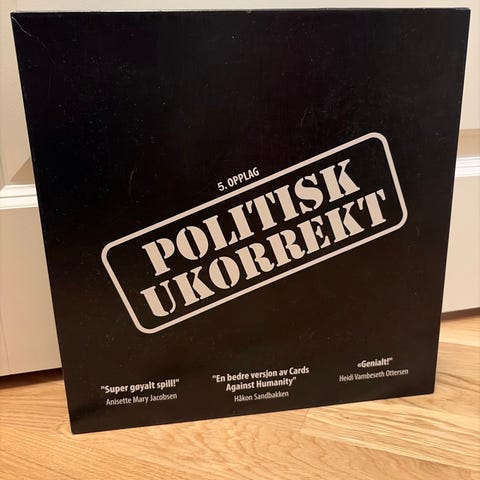 5. OPPLAG
POLITISK
UKORREKT
"Super gøyalt spill!"
Anisette Mary Jacobsen
"En bedre versjon av Cards
Against Humanity"
Håkon Sandbakken
«Genialt!"
Heidi Vambeseth Ottersen